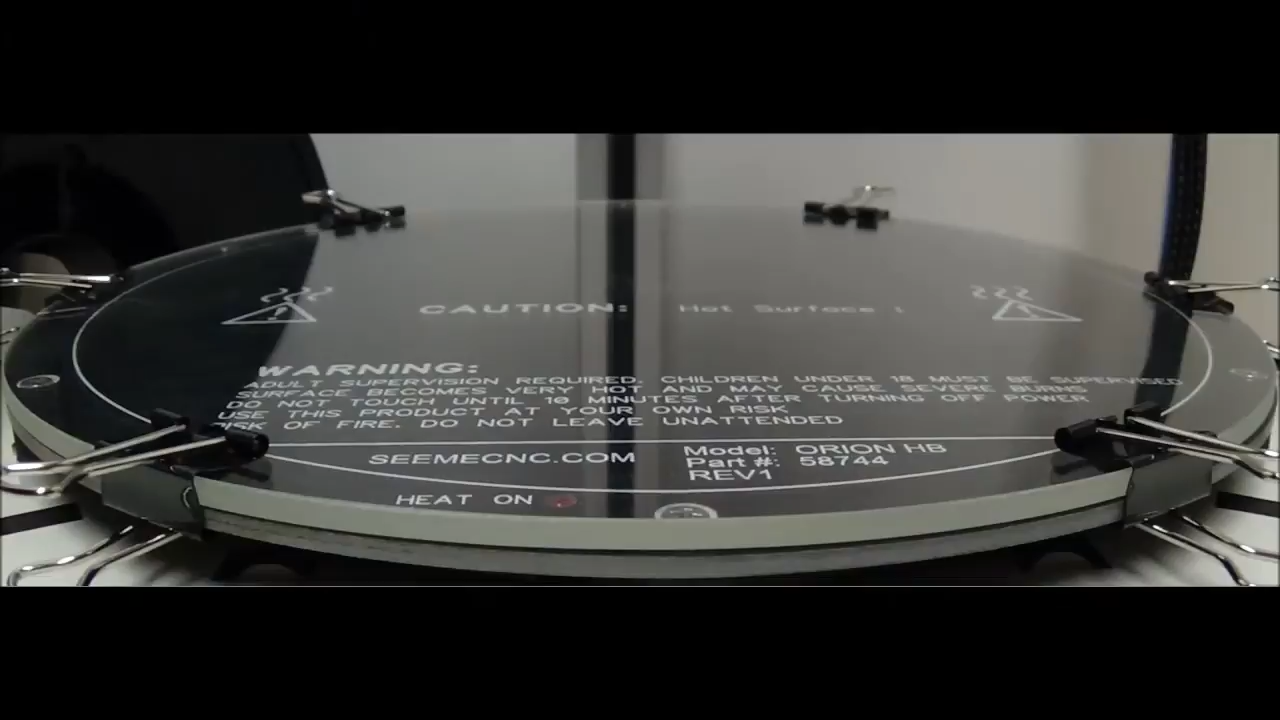 CAUTION: Hot Surface !
WARNING:
ADULT SUPERVISION REQUIRED. CHILDREN UNDER 18 MUST BE SUPERVISED
SURFACE BECOMES VERY HOT AND MAY CAUSE SEVERE BURNS
DO NOT TOUCH UNTIL 10 MINUTES AFTER TURNING OFF POWER
USE THIS PRODUCT AT YOUR OWN RISK
RISK OF FIRE. DO NOT LEAVE UNATTENDED
SEEMECNC.COM
Model: ORION HB
Part #: 58744
REV1
HEAT ON